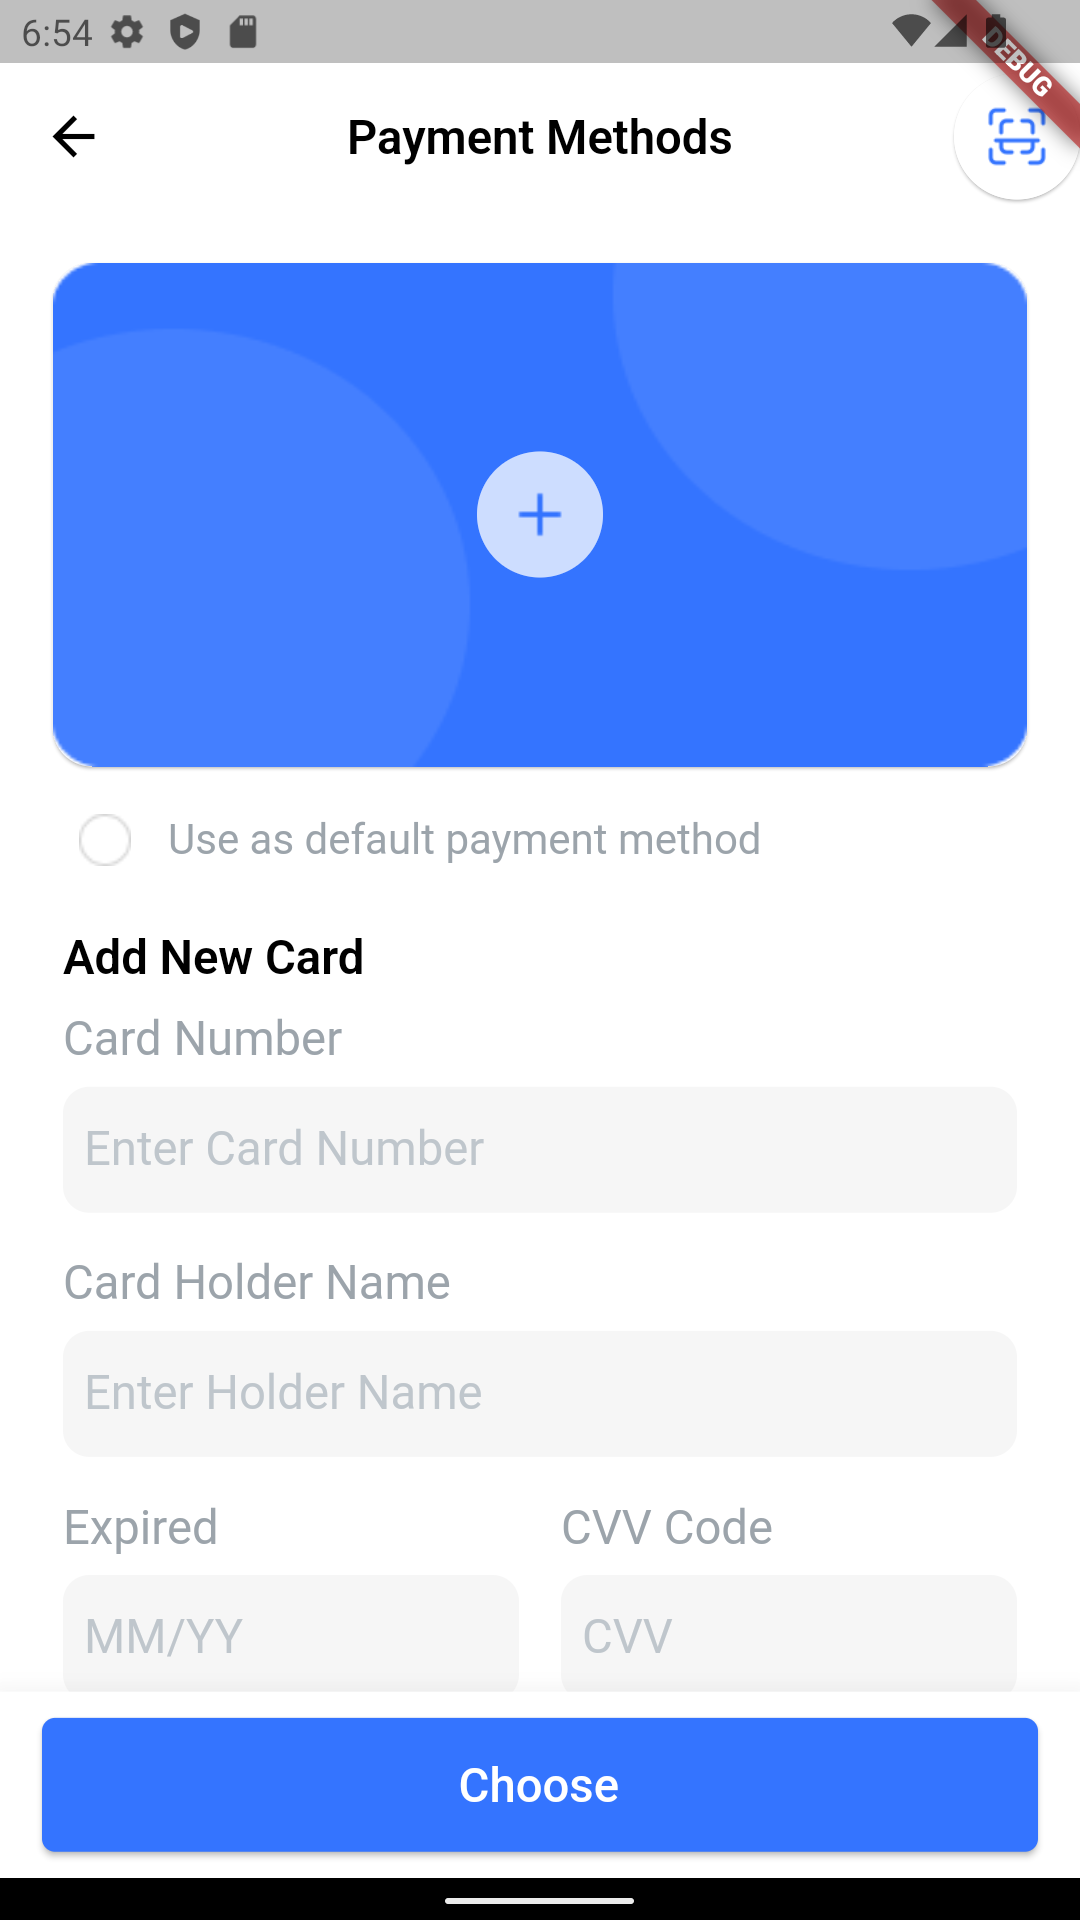 6:54
DEBUG
Payment Methods
Use as default payment method
Add New Card
Card Number
Enter Card Number
Card Holder Name
Enter Holder Name
Expired CVV Code
MM/YY CVV
Choose